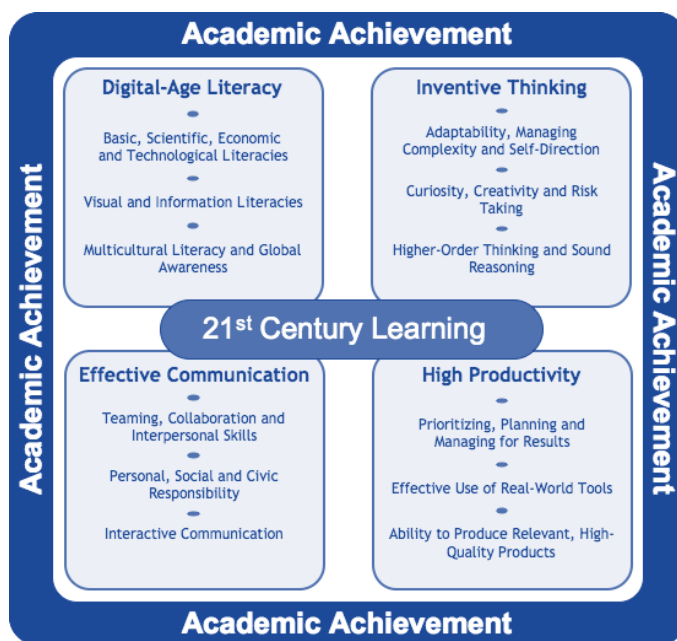 Academic Achievement
Digital-Age Literacy
Basic, Scientific, Economic
and Technological Literacies
Visual and Information Literacies
Multicultural Literacy and Global
Awareness
Inventive Thinking
Adaptability, Managing
Complexity and Self-Direction
Curiosity, Creativity and Risk
Taking
Higher-Order Thinking and Sound
Reasoning
Academic Achievement
Academic Achievement
21st Century Learning
Effective Communication
Teaming, Collaboration and
Interpersonal Skills
Personal, Social and Civic
Responsibility
Interactive Communication
High Productivity
Prioritizing, Planning and
Managing for Results
Effective Use of Real-World Tools
Ability to Produce Relevant, High-
Quality Products
Academic Achievement